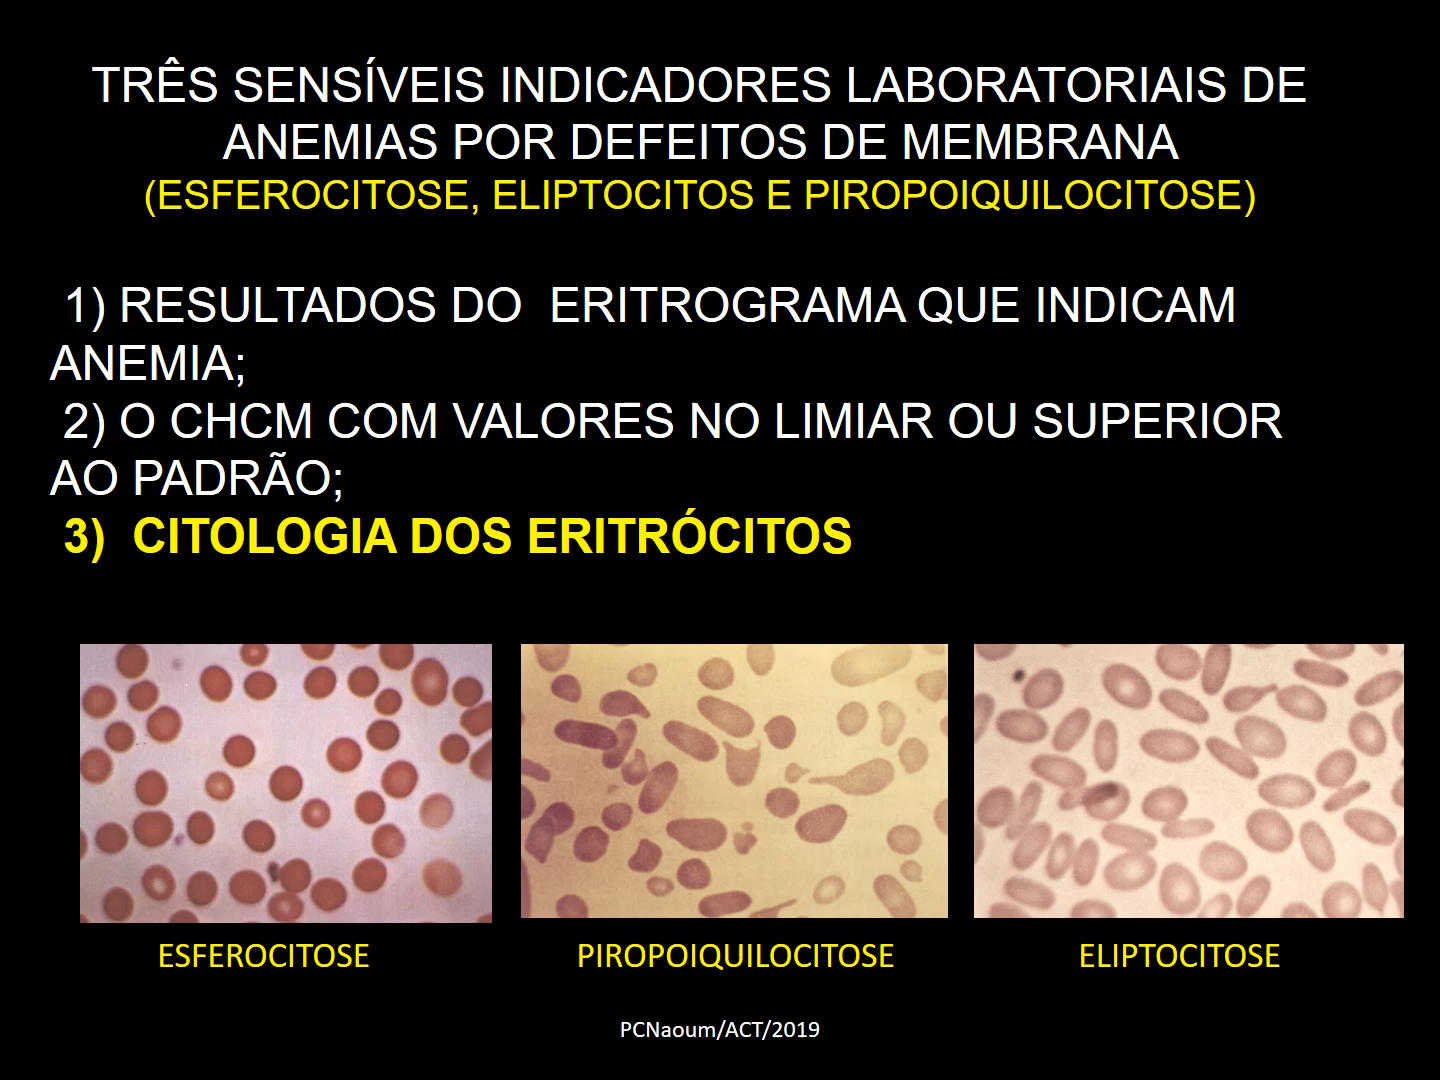 TRÊS SENSÍVEIS INDICADORES LABORATORIAIS DE
ANEMIAS POR DEFEITOS DE MEMBRANA
(ESFEROCITOSE, ELIPTOCITOS E PIROPOIQUILOCITOSE)
1) RESULTADOS DO  ERITROGRAMA QUE INDICAM
ANEMIA;
2) O CHCM COM VALORES NO LIMIAR OU SUPERIOR
AO PADRÃO;
3)  CITOLOGIA DOS ERITRÓCITOS
ESFEROCITOSE
PIROPOIQUILOCITOSE
ELIPTOCITOSE
PCNaoum/ACT/2019